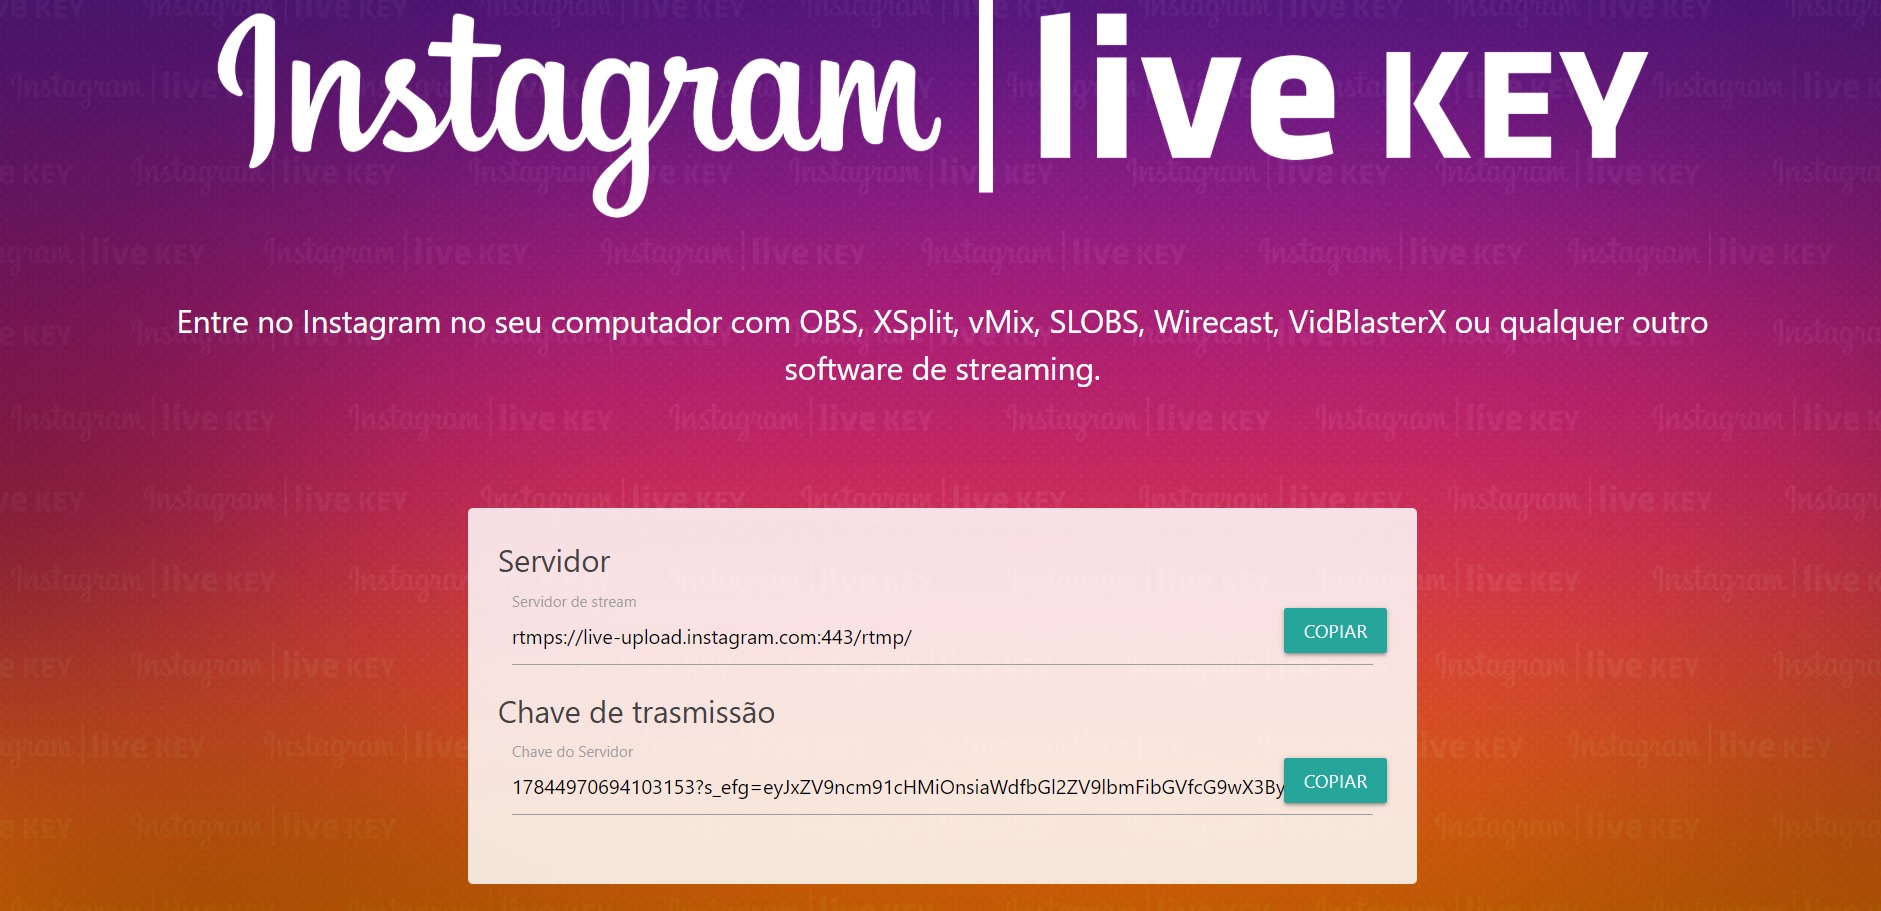 Instagram | live KEY
Entre no Instagram no seu computador com OBS, XSplit, vMix, SLOBS, Wirecast, VidBlasterX ou qualquer outro
software de streaming.
Servidor
Servidor de stream
rtmps://live-upload.instagram.com:443/rtmp/
COPIAR
Chave de trasmissão
Chave do Servidor
17844970694103153?s_efg=eyJxZV9ncm91cHMiOnsiaWdfbGl2ZV9lbmFibGVfcG9wX3By
COPIAR